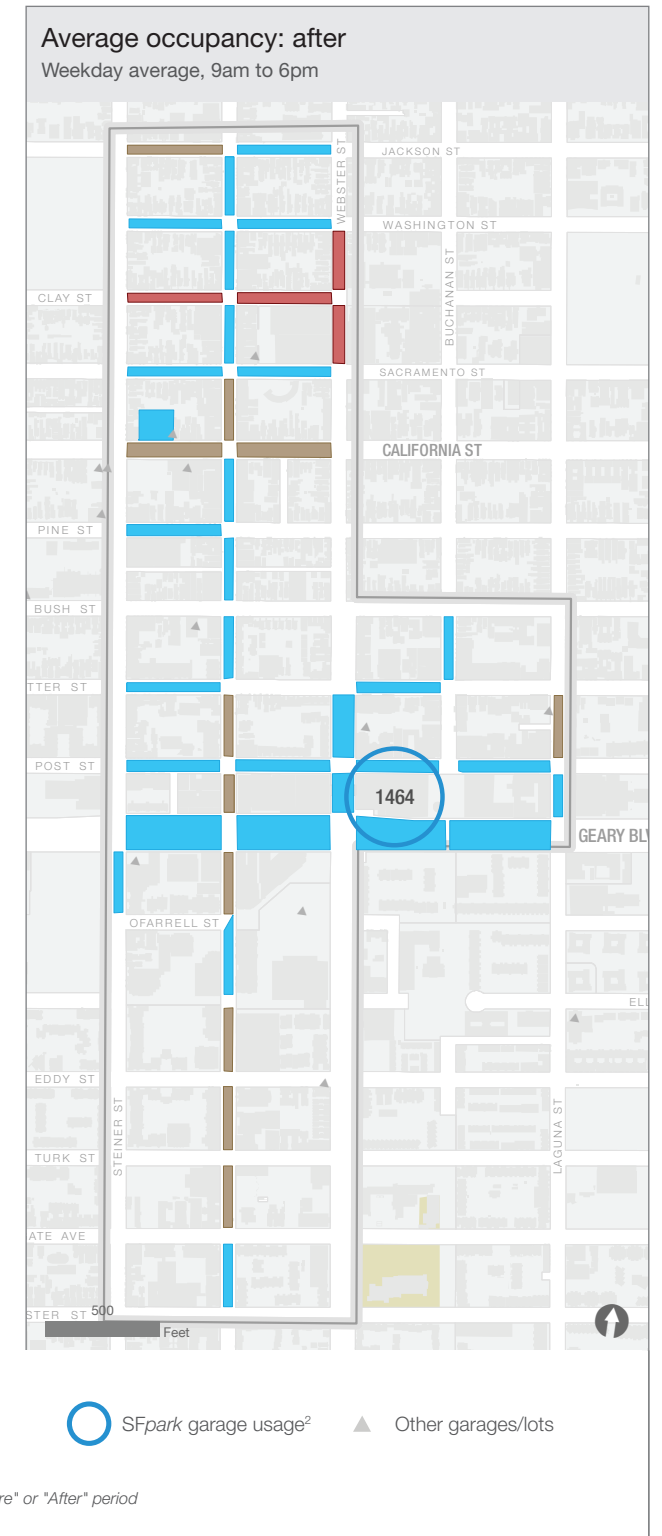 Average occupancy: after
Weekday average, 9am to 6pm
JACKSON ST
WEBSTER ST
WASHINGTON ST
BUCHANAN ST
CLAY ST
SACRAMENTO ST
CALIFORNIA ST
PINE ST
BUSH ST
TTER ST
POST ST
1464
GEARY BLV
OFARRELL ST
ELL
EDDY ST
STEINER ST
LAGUNA ST
TURK ST
ATE AVE
STER ST
500
Feet
SFpark garage usage²
Other garages/lots
re" or "After" period